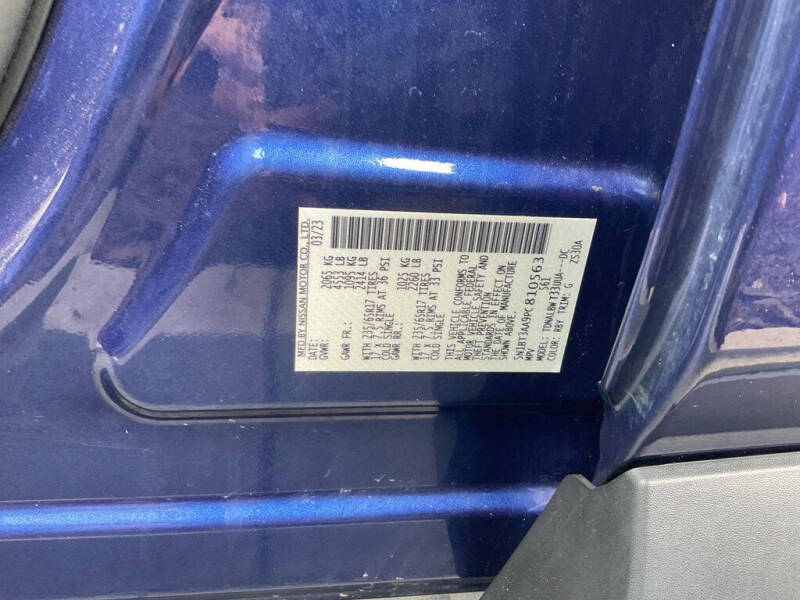 MFD BY NISSAN MOTOR CO., LTD.
DATE: 03/23
GVWR: 2065 KG
4553 LB
GAWR FR.: 1095 KG
2414 LB
WITH 235/65R17 TIRES
17 X 7.5 RIMS AT 36 PSI
COLD SINGLE
GAWR RR.: 1025 KG
2260 LB
WITH 235/65R17 TIRES
17 X 7.5 RIMS AT 33 PSI
COLD SINGLE
THIS VEHICLE CONFORMS TO
ALL APPLICABLE FEDERAL
MOTOR VEHICLE SAFETY AND
THEFT PREVENTION
STANDARDS IN EFFECT ON
THE DATE OF MANUFACTURE
SHOWN ABOVE.
5N1BT3AA9PC810563
MPV S61
MODEL: TDNALBWT33UUA---DC
COLOR: RBY TRIM: G ZS30A